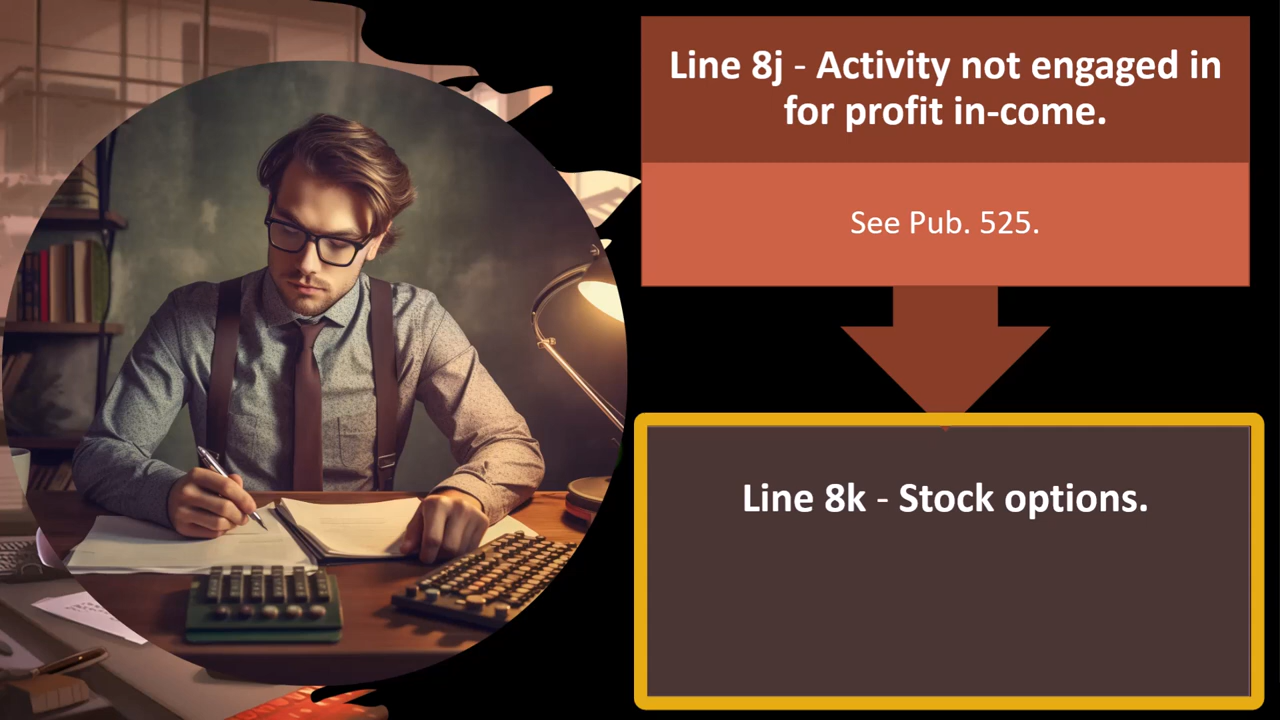 Line 8j - Activity not engaged in
for profit in-come.
See Pub. 525.
Line 8k - Stock options.